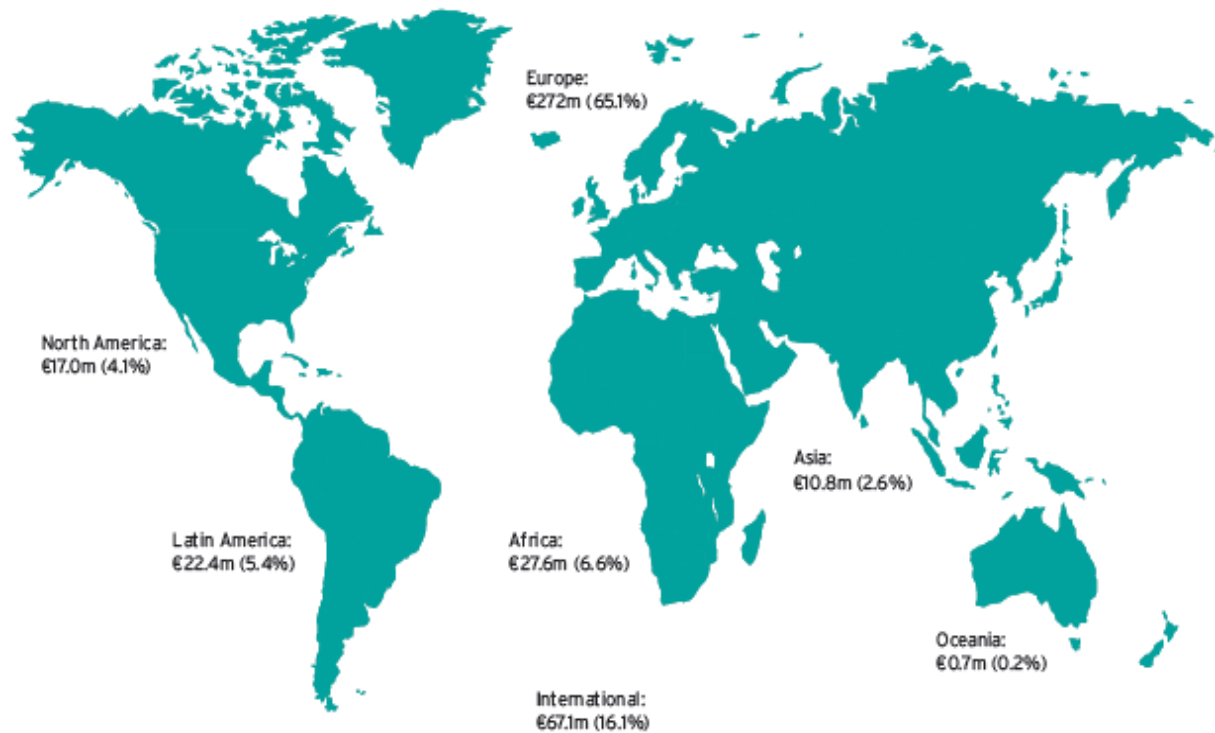 Europe:
€272m (65.1%)
North America:
€17.0m (4.1%)
Asia:
€10.8m (2.6%)
Latin America:
€22.4m (5.4%)
Africa:
€27.6m (6.6%)
Oceania:
€0.7m (0.2%)
International:
€67.1m (16.1%)